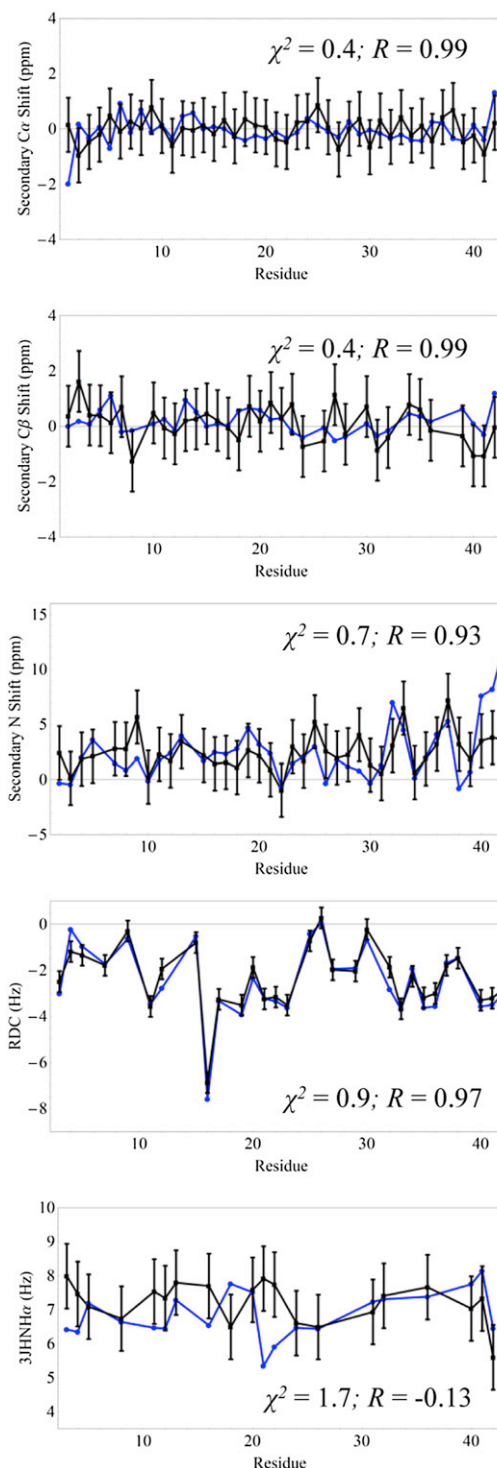 4
2
0
−2
−4
Secondary Cα Shift (ppm)
χ² = 0.4; R = 0.99
10 20 30 40
Residue
4
2
0
−2
−4
Secondary Cβ Shift (ppm)
χ² = 0.4; R = 0.99
10 20 30 40
Residue
15
10
5
0
−5
Secondary N Shift (ppm)
χ² = 0.7; R = 0.93
10 20 30 40
Residue
0
−2
−4
−6
−8
RDC (Hz)
χ² = 0.9; R = 0.97
10 20 30 40
Residue
10
9
8
7
6
5
4
3JHNHα (Hz)
χ² = 1.7; R = -0.13
10 20 30 40
Residue